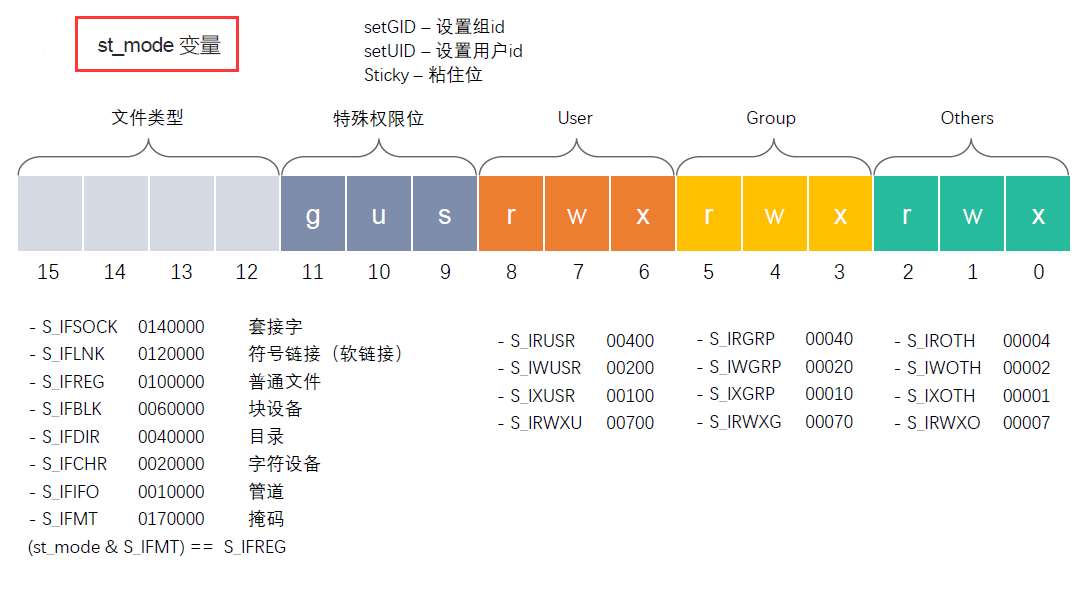 st_mode 变量
setGID – 设置组id
setUID – 设置用户id
Sticky – 粘住位
文件类型 特殊权限位 User Group Others
g u s r w x r w x r w x
15 14 13 12 11 10 9 8 7 6 5 4 3 2 1 0
- S_IFSOCK 0140000 套接字
- S_IFLNK 0120000 符号链接（软链接）
- S_IFREG 0100000 普通文件
- S_IFBLK 0060000 块设备
- S_IFDIR 0040000 目录
- S_IFCHR 0020000 字符设备
- S_IFIFO 0010000 管道
- S_IFMT 0170000 掩码
(st_mode & S_IFMT) == S_IFREG
- S_IRUSR 00400
- S_IWUSR 00200
- S_IXUSR 00100
- S_IRWXU 00700
- S_IRGRP 00040
- S_IWGRP 00020
- S_IXGRP 00010
- S_IRWXG 00070
- S_IROTH 00004
- S_IWOTH 00002
- S_IXOTH 00001
- S_IRWXO 00007